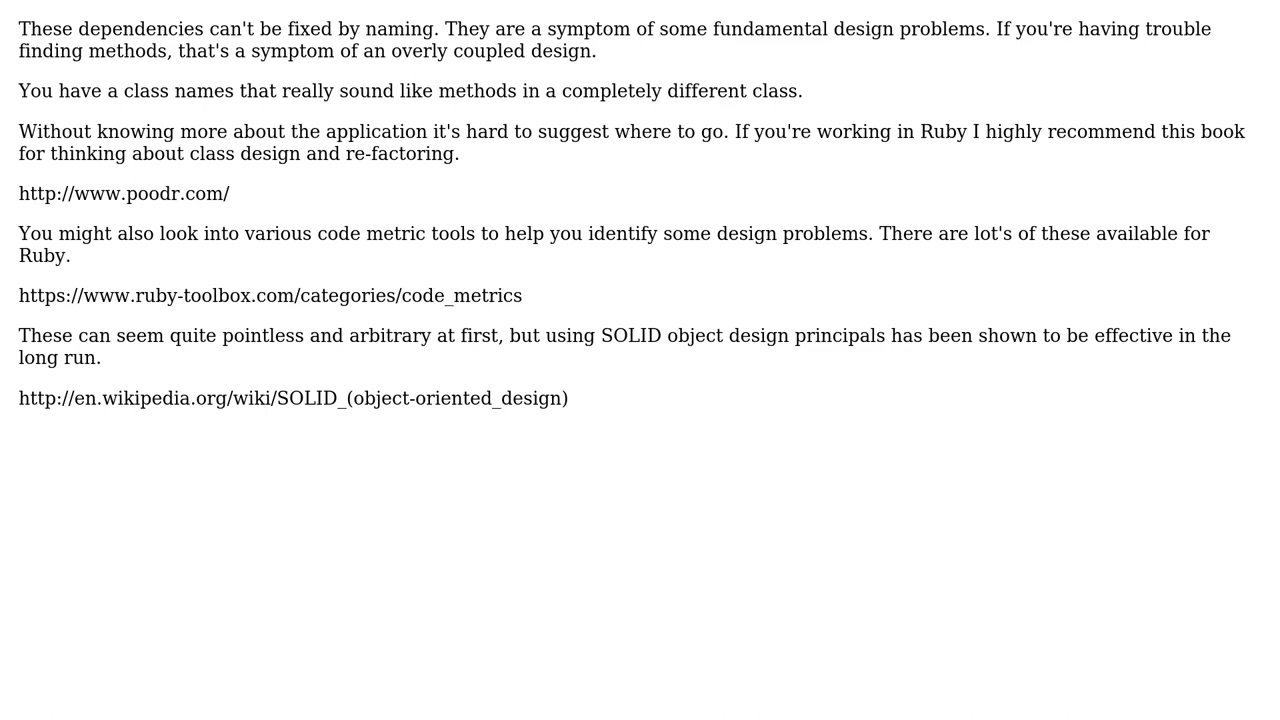 These dependencies can't be fixed by naming. They are a symptom of some fundamental design problems. If you're having trouble
finding methods, that's a symptom of an overly coupled design.
You have a class names that really sound like methods in a completely different class.
Without knowing more about the application it's hard to suggest where to go. If you're working in Ruby I highly recommend this book
for thinking about class design and re-factoring.
http://www.poodr.com/
You might also look into various code metric tools to help you identify some design problems. There are lot's of these available for
Ruby.
https://www.ruby-toolbox.com/categories/code_metrics
These can seem quite pointless and arbitrary at first, but using SOLID object design principals has been shown to be effective in the
long run.
http://en.wikipedia.org/wiki/SOLID_(object-oriented_design)